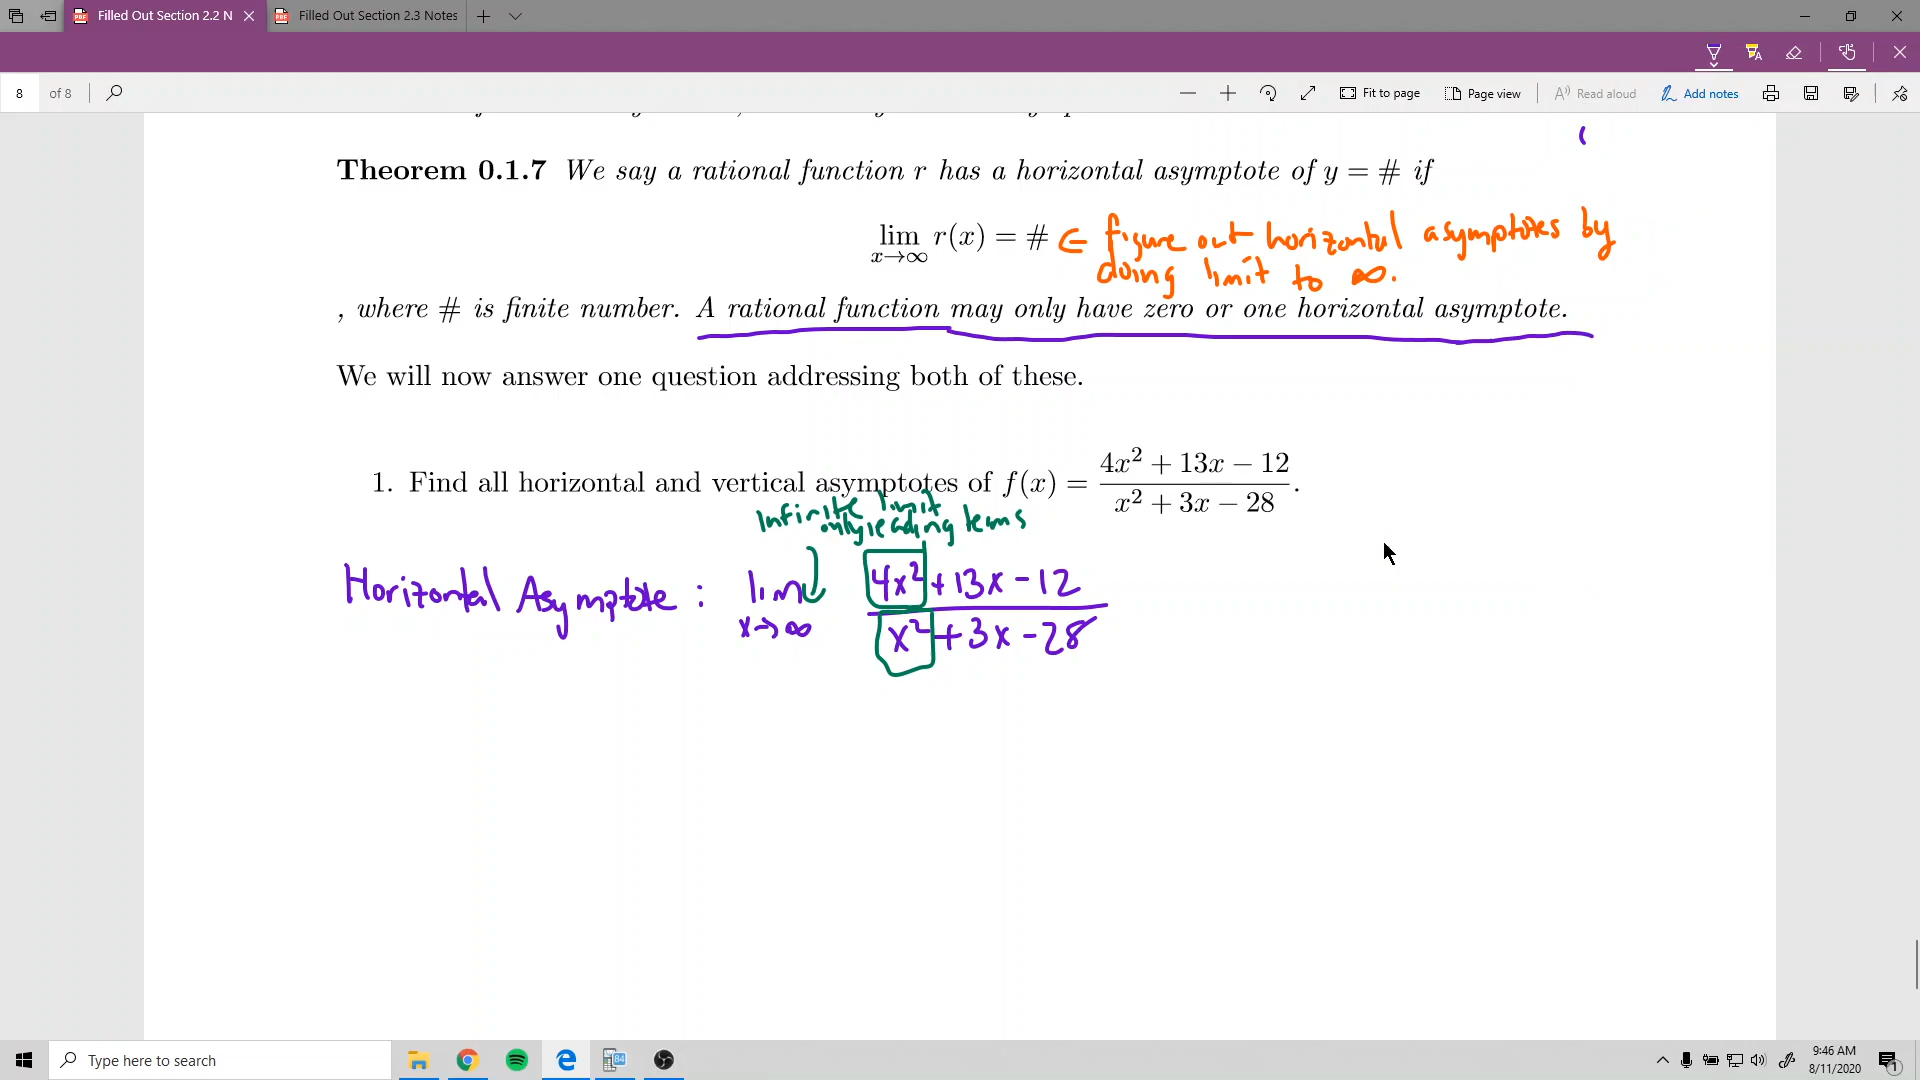 Filled Out Section 2.2 N
Filled Out Section 2.3 Notes
8 of 8
Fit to page
Page view
Read aloud
Add notes
Theorem 0.1.7 We say a rational function r has a horizontal asymptote of y = # if
lim x→∞ r(x) = # ∈ figure out horizontal asymptotes by
doing limit to ∞.
, where # is finite number. A rational function may only have zero or one horizontal asymptote.
We will now answer one question addressing both of these.
1. Find all horizontal and vertical asymptotes of f(x) = (4x² + 13x − 12)/(x² + 3x − 28).
Infinite limit
only leading terms
Horizontal Asymptote : lim x→∞ (4x²+13x-12)/(x²+3x-28)
Type here to search
84
9:46 AM
8/11/2020
1